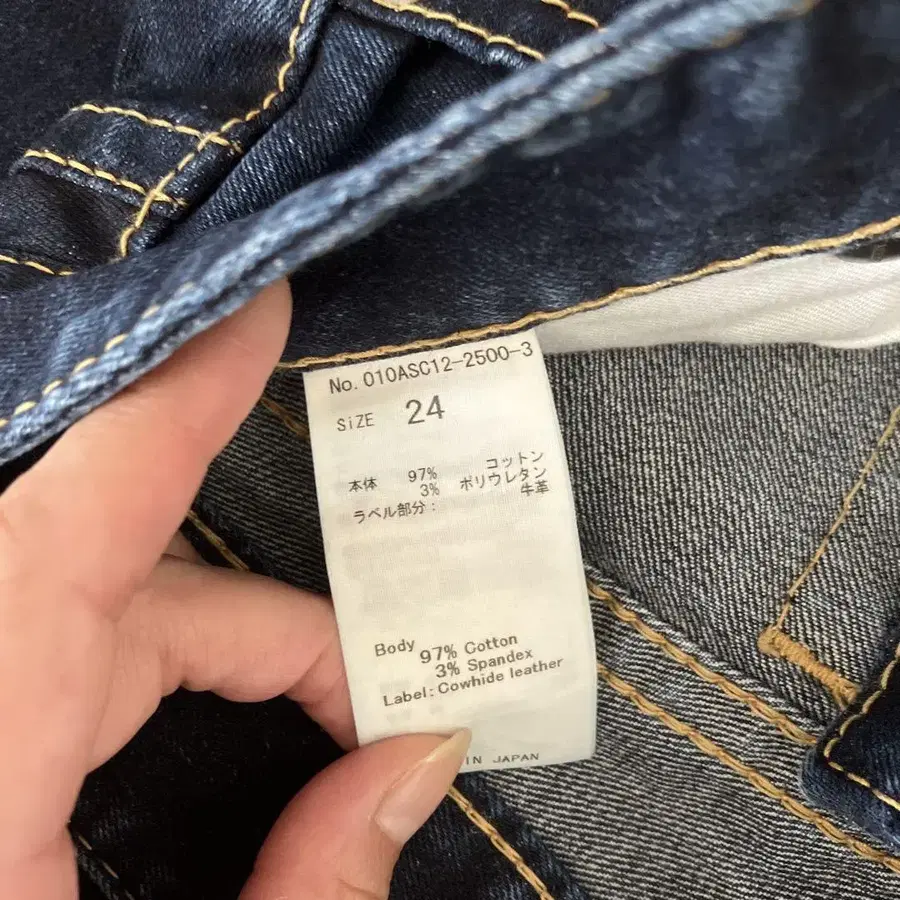 No. 010ASC12-2500-3
SiZE 24
本体 97% コットン
3% ポリウレタン
ラベル部分: 牛革
Body 97% Cotton
3% Spandex
Label: Cowhide leather
IN JAPAN